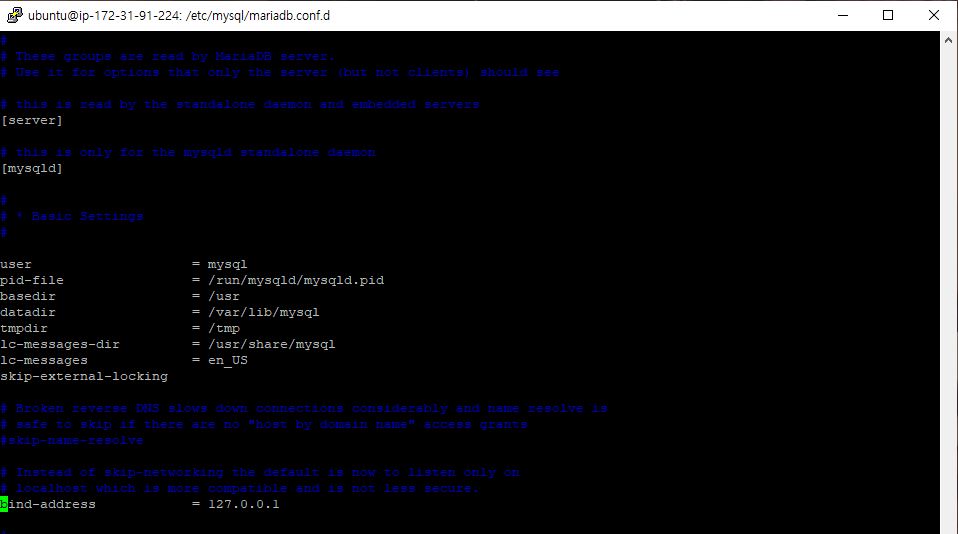 ubuntu@ip-172-31-91-224: /etc/mysql/mariadb.conf.d
#
# These groups are read by MariaDB server.
# Use it for options that only the server (but not clients) should see
# this is read by the standalone daemon and embedded servers
[server]
# this is only for the mysqld standalone daemon
[mysqld]
#
# * Basic Settings
#
user = mysql
pid-file = /run/mysqld/mysqld.pid
basedir = /usr
datadir = /var/lib/mysql
tmpdir = /tmp
lc-messages-dir = /usr/share/mysql
lc-messages = en_US
skip-external-locking
# Broken reverse DNS slows down connections considerably and name resolve is
# safe to skip if there are no "host by domain name" access grants
#skip-name-resolve
# Instead of skip-networking the default is now to listen only on
# localhost which is more compatible and is not less secure.
bind-address = 127.0.0.1